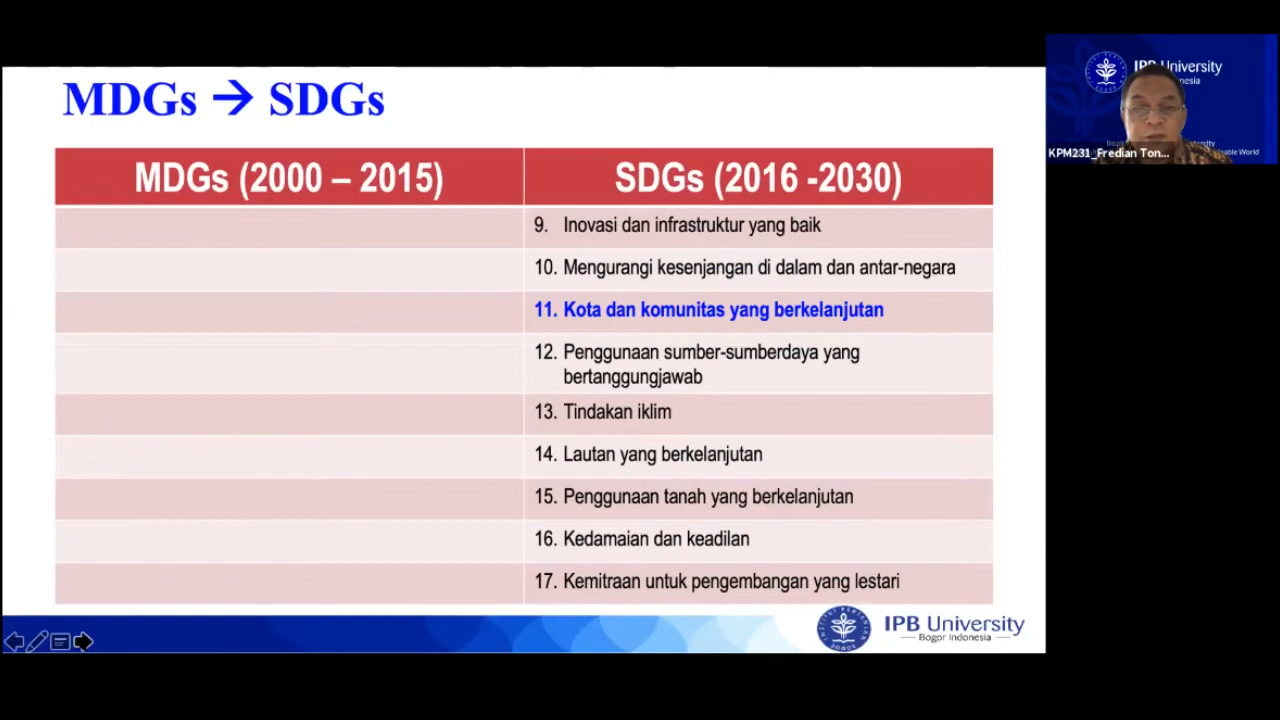 MDGs → SDGs
MDGs (2000 – 2015)
SDGs (2016 -2030)
9. Inovasi dan infrastruktur yang baik
10. Mengurangi kesenjangan di dalam dan antar-negara
11. Kota dan komunitas yang berkelanjutan
12. Penggunaan sumber-sumberdaya yang
bertanggungjawab
13. Tindakan iklim
14. Lautan yang berkelanjutan
15. Penggunaan tanah yang berkelanjutan
16. Kedamaian dan keadilan
17. Kemitraan untuk pengembangan yang lestari
IPB University
Bogor Indonesia
IPB University
KPM231_Fredian Ton...
World